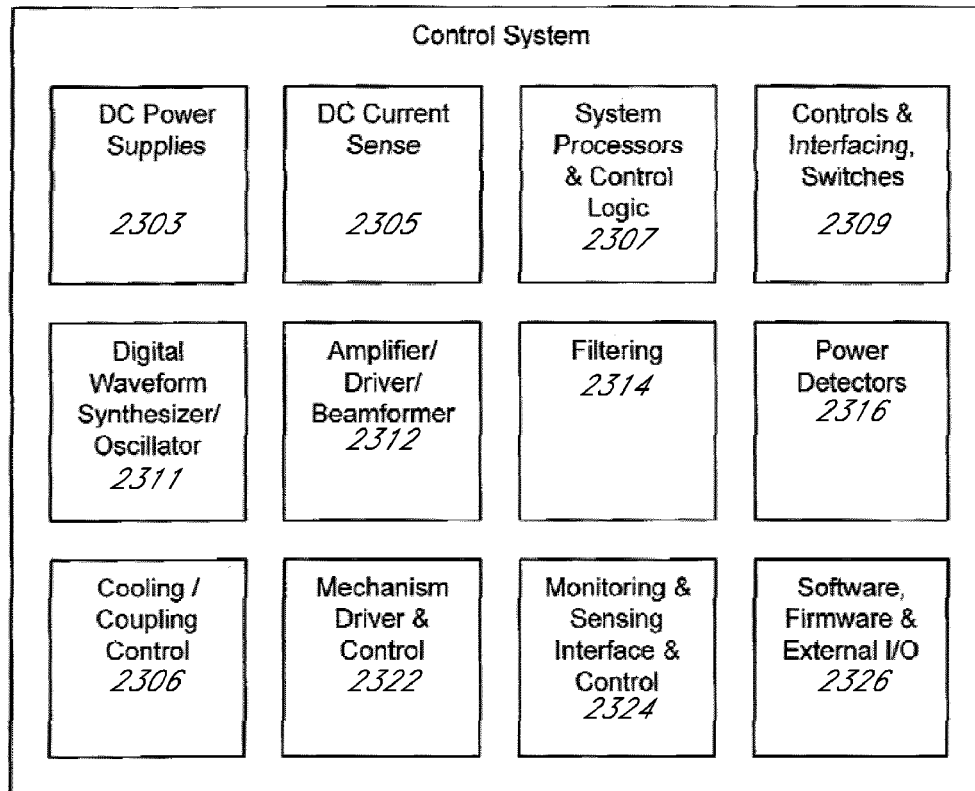 Control System
DC Power
Supplies
2303
DC Current
Sense
2305
System
Processors
& Control
Logic
2307
Controls &
Interfacing,
Switches
2309
Digital
Waveform
Synthesizer/
Oscillator
2311
Amplifier/
Driver/
Beamformer
2312
Filtering
2314
Power
Detectors
2316
Cooling /
Coupling
Control
2306
Mechanism
Driver &
Control
2322
Monitoring &
Sensing
Interface &
Control
2324
Software,
Firmware &
External I/O
2326